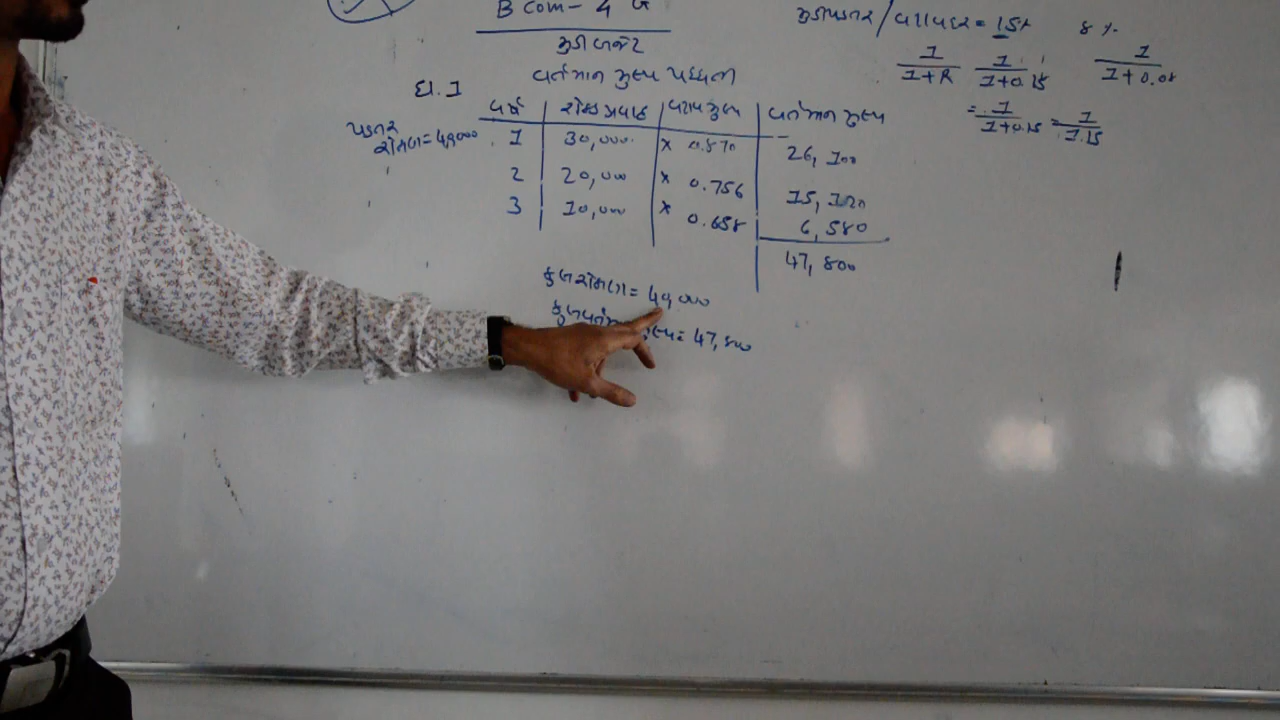 B com - 4
મુડી બજેટ
વર્તમાન મુલ્ય પધ્ધતી
દા. 1
પડતર
રોકાણ = 49000
વર્ષ | રોકડ પ્રવાહ | વટાવ મુલ્ય | વર્તમાન મુલ્ય
1 | 30,000 | × 0.870 | 26,100
2 | 20,000 | × 0.756 | 15,120
3 | 10,000 | × 0.658 | 6,580
47,800
કુલ રોકાણ = 49,000
કુલ વર્તમાન = 47,800
મુડી પડતર / વટાવ દર = 15% 8%
1/1+R 1/1+0.15 1/1+0.08
= 1/1+0.15 = 1/1.15